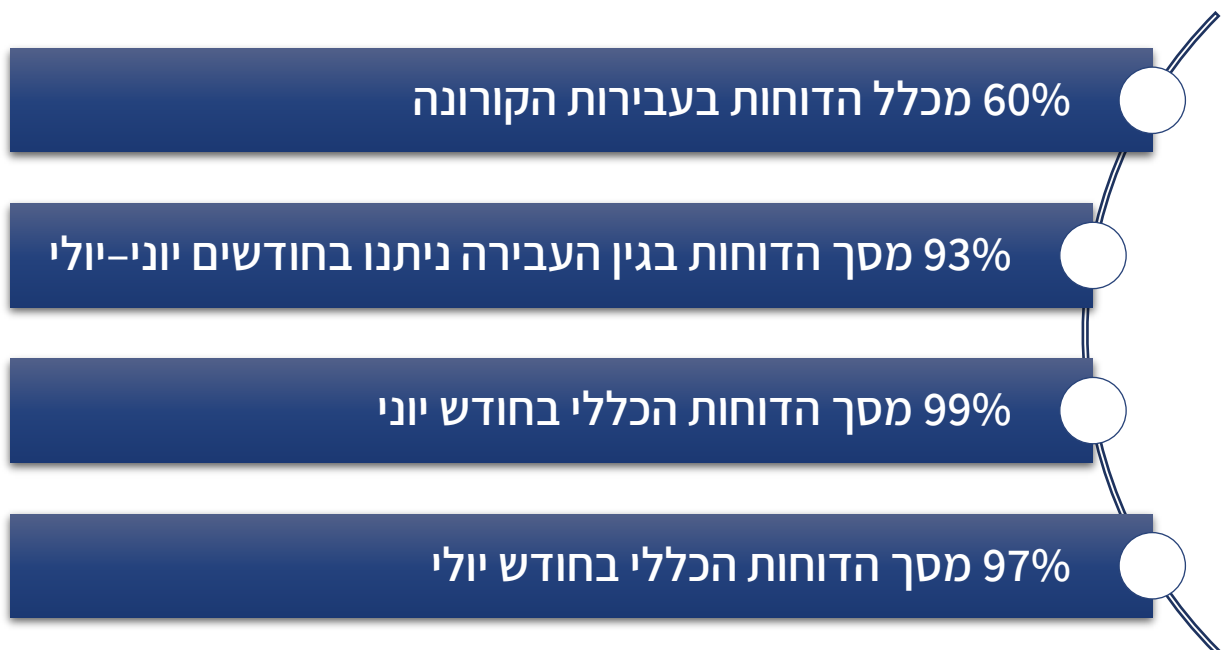 60% מכלל הדוחות בעבירות הקורונה
93% מסך הדוחות בגין העבירה ניתנו בחודשים יוני–יולי
99% מסך הדוחות הכללי בחודש יוני
97% מסך הדוחות הכללי בחודש יולי